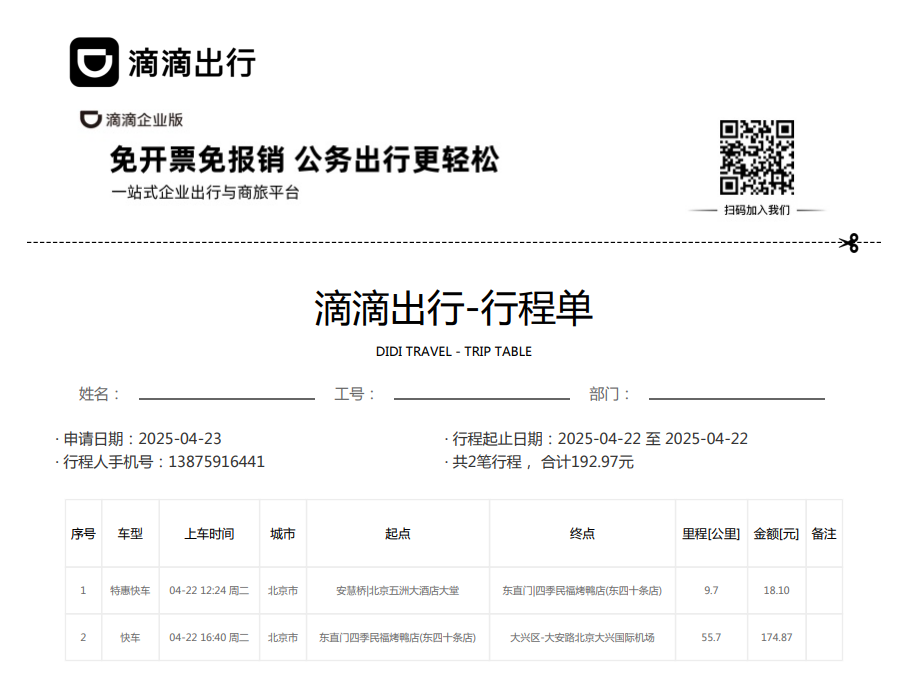 滴滴出行
滴滴企业版
免开票免报销 公务出行更轻松
一站式企业出行与商旅平台
扫码加入我们
滴滴出行-行程单
DIDI TRAVEL - TRIP TABLE
姓名： 工号： 部门：
· 申请日期：2025-04-23 · 行程起止日期：2025-04-22 至 2025-04-22
· 行程人手机号：13875916441 · 共2笔行程， 合计192.97元
序号 车型 上车时间 城市 起点 终点 里程[公里] 金额[元] 备注
1 特惠快车 04-22 12:24 周二 北京市 安慧桥|北京五洲大酒店大堂 东直门|四季民福烤鸭店(东四十条店) 9.7 18.10
2 快车 04-22 16:40 周二 北京市 东直门四季民福烤鸭店(东四十条店) 大兴区-大安路北京大兴国际机场 55.7 174.87